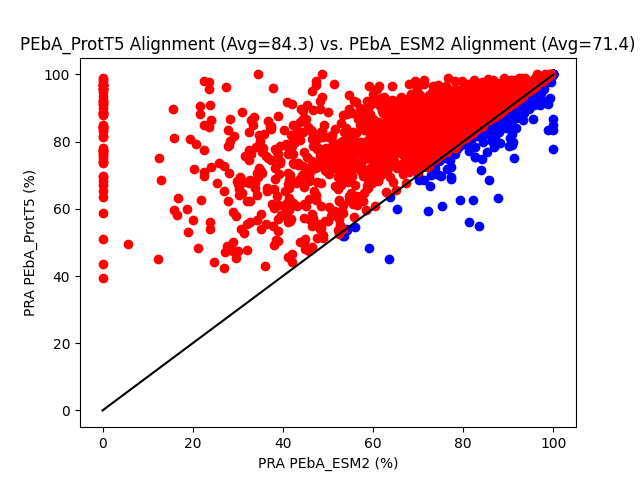 PEbA_ProtT5 Alignment (Avg=84.3) vs. PEbA_ESM2 Alignment (Avg=71.4)
100
80
60
40
20
0
PRA PEbA_ProtT5 (%)
0 20 40 60 80 100
PRA PEbA_ESM2 (%)